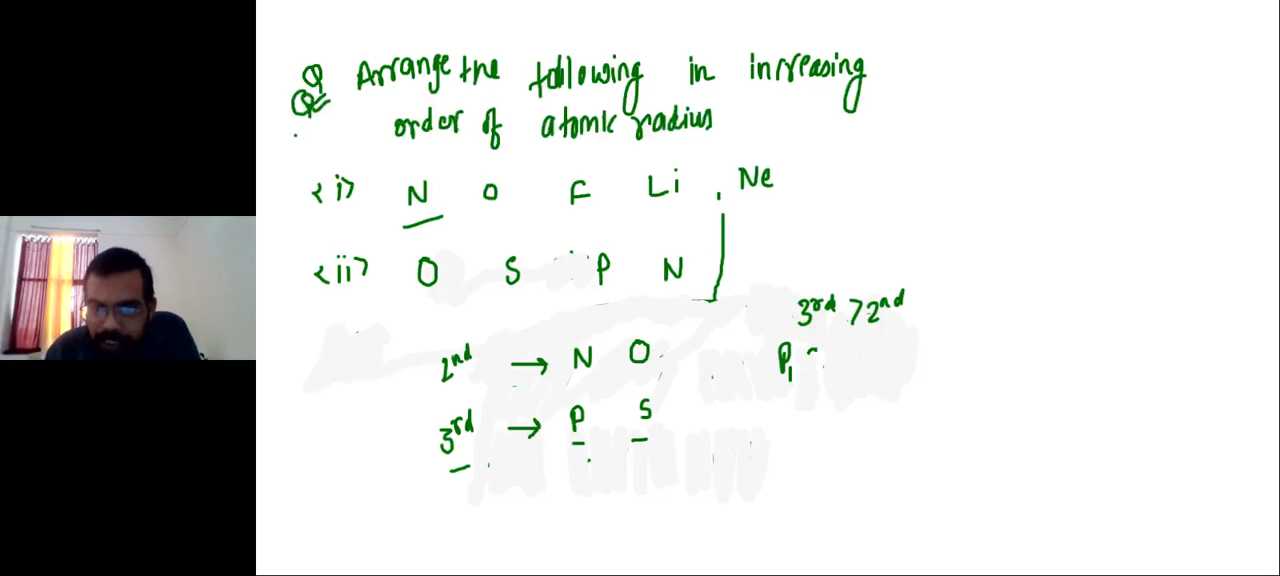 Q Arrange the following in increasing
Q
order of atomic radius
<i> N O F Li , Ne
<ii> O S P N
3rd > 2nd
2nd → N O
P,
3rd → P S